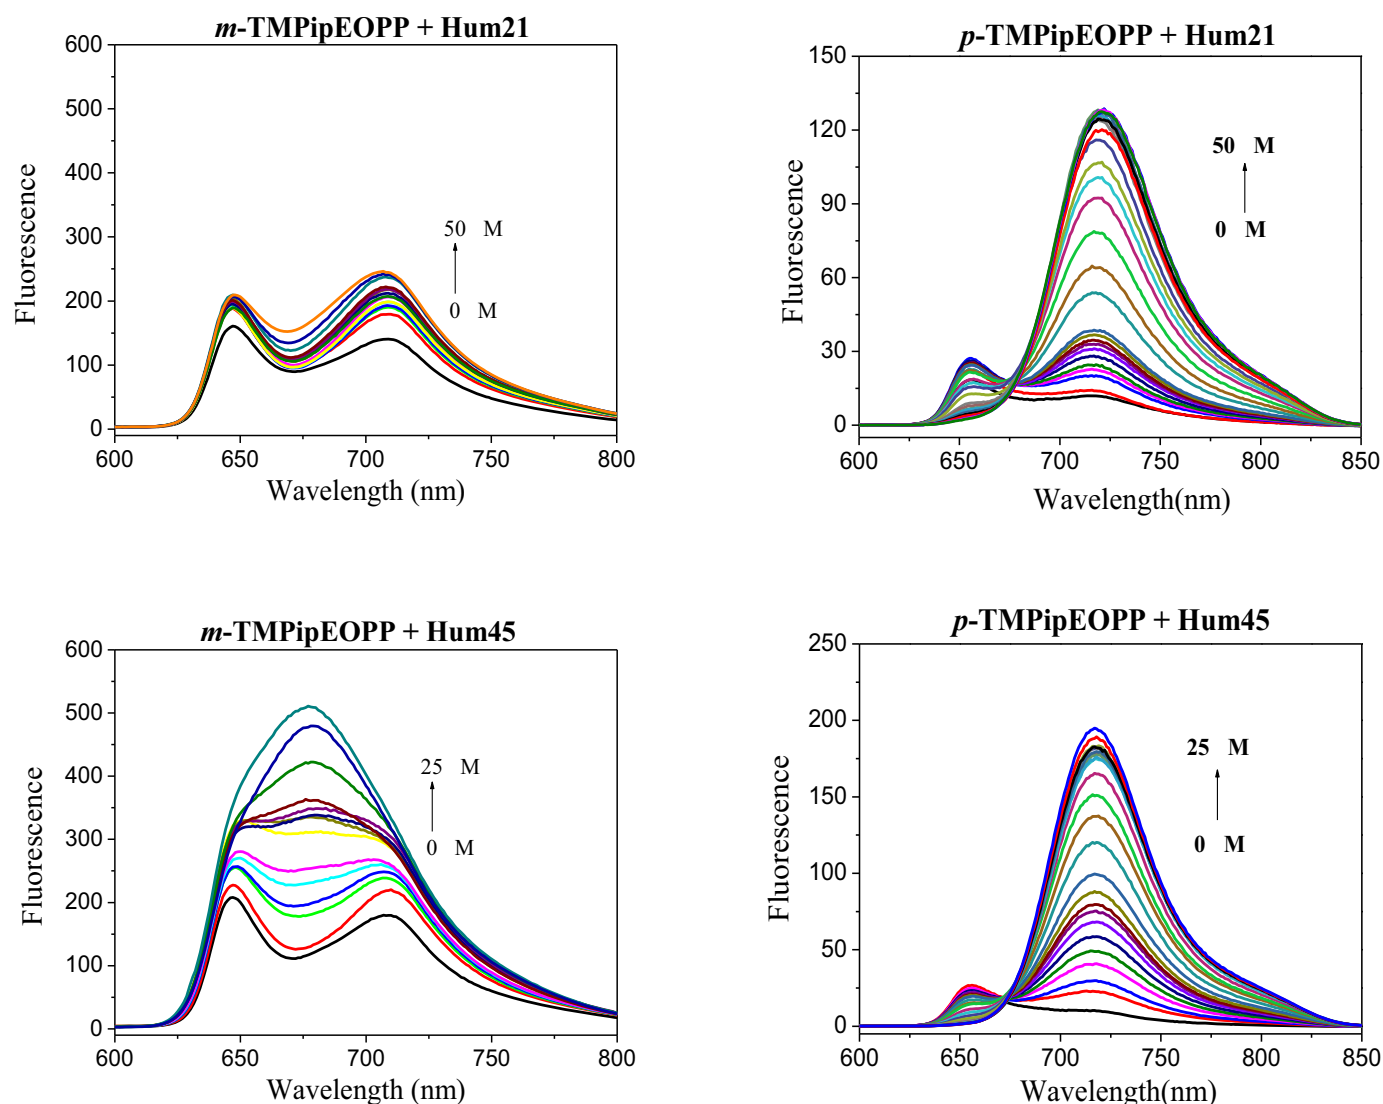 m-TMPipEOPP + Hum21
600
500
400
300
200
100
0
Fluorescence
50 M
0 M
600 650 700 750 800
Wavelength (nm)
p-TMPipEOPP + Hum21
150
120
90
60
30
0
Fluorescence
50 M
0 M
600 650 700 750 800 850
Wavelength(nm)
m-TMPipEOPP + Hum45
600
500
400
300
200
100
0
Fluorescence
25 M
0 M
600 650 700 750 800
Wavelength (nm)
p-TMPipEOPP + Hum45
250
200
150
100
50
0
Fluorescence
25 M
0 M
600 650 700 750 800 850
Wavelength(nm)